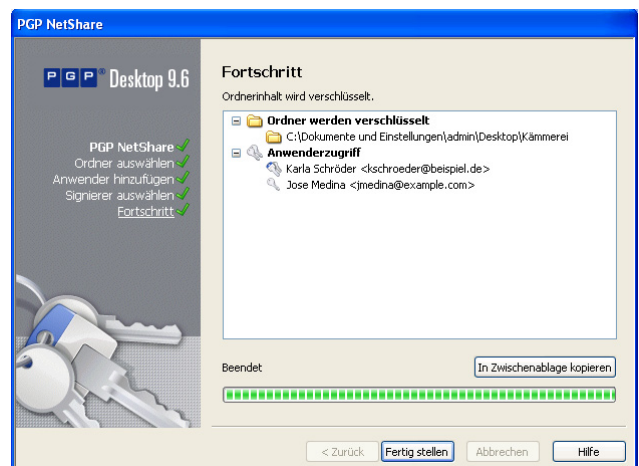 PGP NetShare
PGP® Desktop 9.6
PGP NetShare
Ordner auswählen
Anwender hinzufügen
Signierer auswählen
Fortschritt
Fortschritt
Ordnerinhalt wird verschlüsselt.
Ordner werden verschlüsselt
C:\Dokumente und Einstellungen\admin\Desktop\Kämmerei
Anwenderzugriff
Karla Schröder <kschroeder@beispiel.de>
Jose Medina <jmedina@example.com>
Beendet
In Zwischenablage kopieren
< Zurück
Fertig stellen
Abbrechen
Hilfe